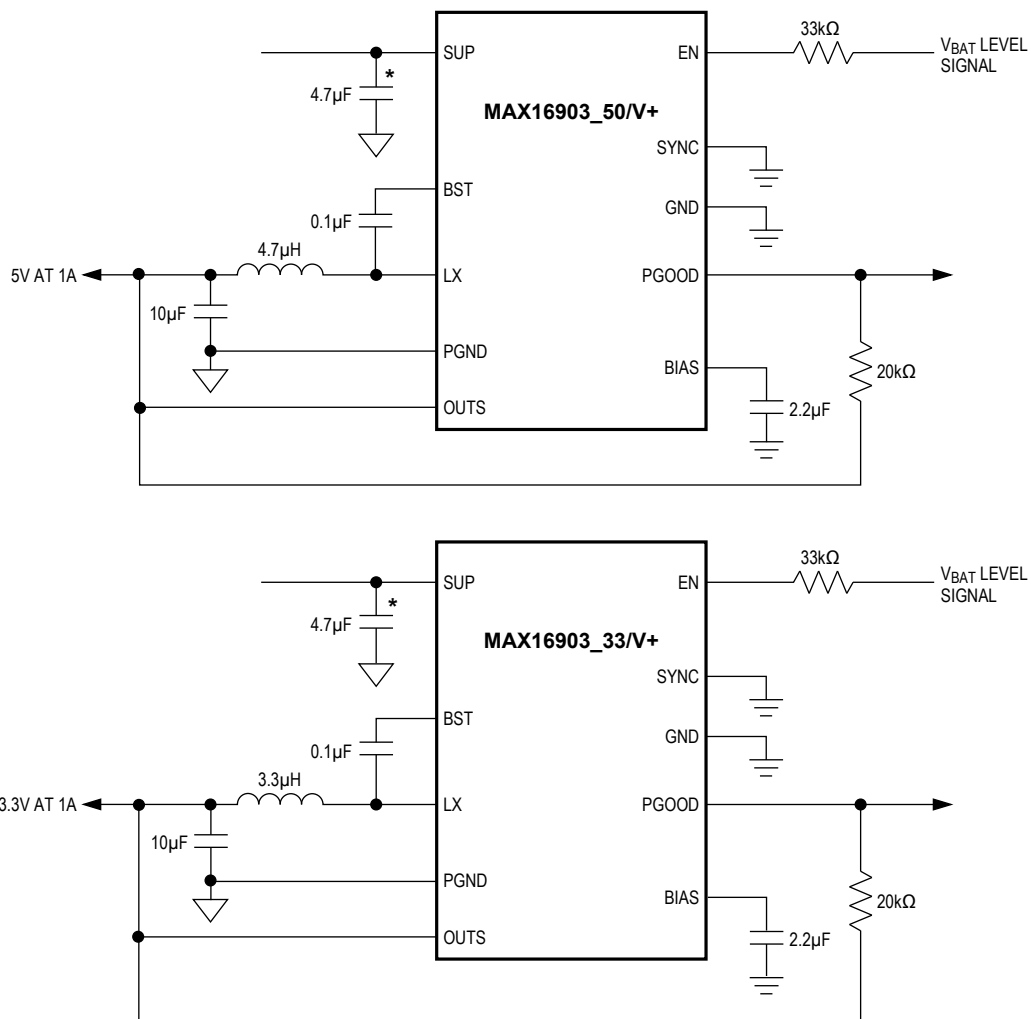 33kΩ
SUP
EN
V_BAT LEVEL
SIGNAL
*
4.7µF
MAX16903_50/V+
SYNC
BST
GND
0.1µF
4.7µH
5V AT 1A
LX
PGOOD
10µF
PGND
BIAS
20kΩ
OUTS
2.2µF
33kΩ
SUP
EN
V_BAT LEVEL
SIGNAL
*
4.7µF
MAX16903_33/V+
SYNC
BST
GND
0.1µF
3.3µH
3.3V AT 1A
LX
PGOOD
10µF
PGND
BIAS
20kΩ
OUTS
2.2µF